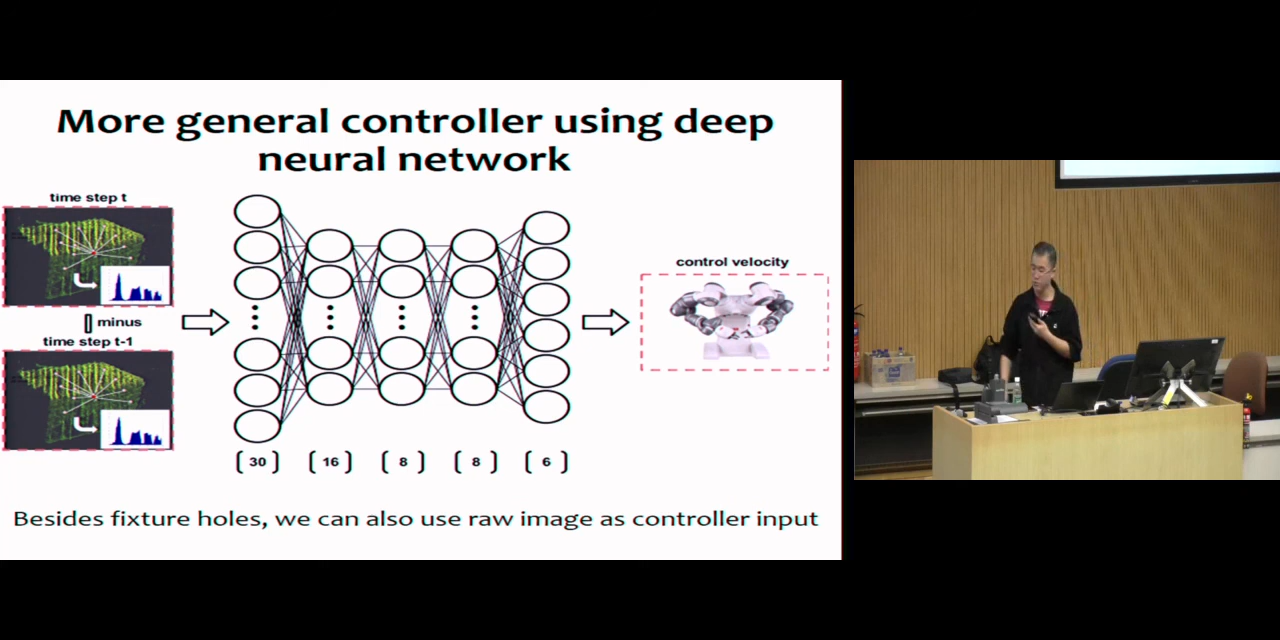 More general controller using deep
neural network
time step t
minus
time step t-1
control velocity
[ 30 ] [ 16 ] [ 8 ] [ 8 ] [ 6 ]
Besides fixture holes, we can also use raw image as controller input